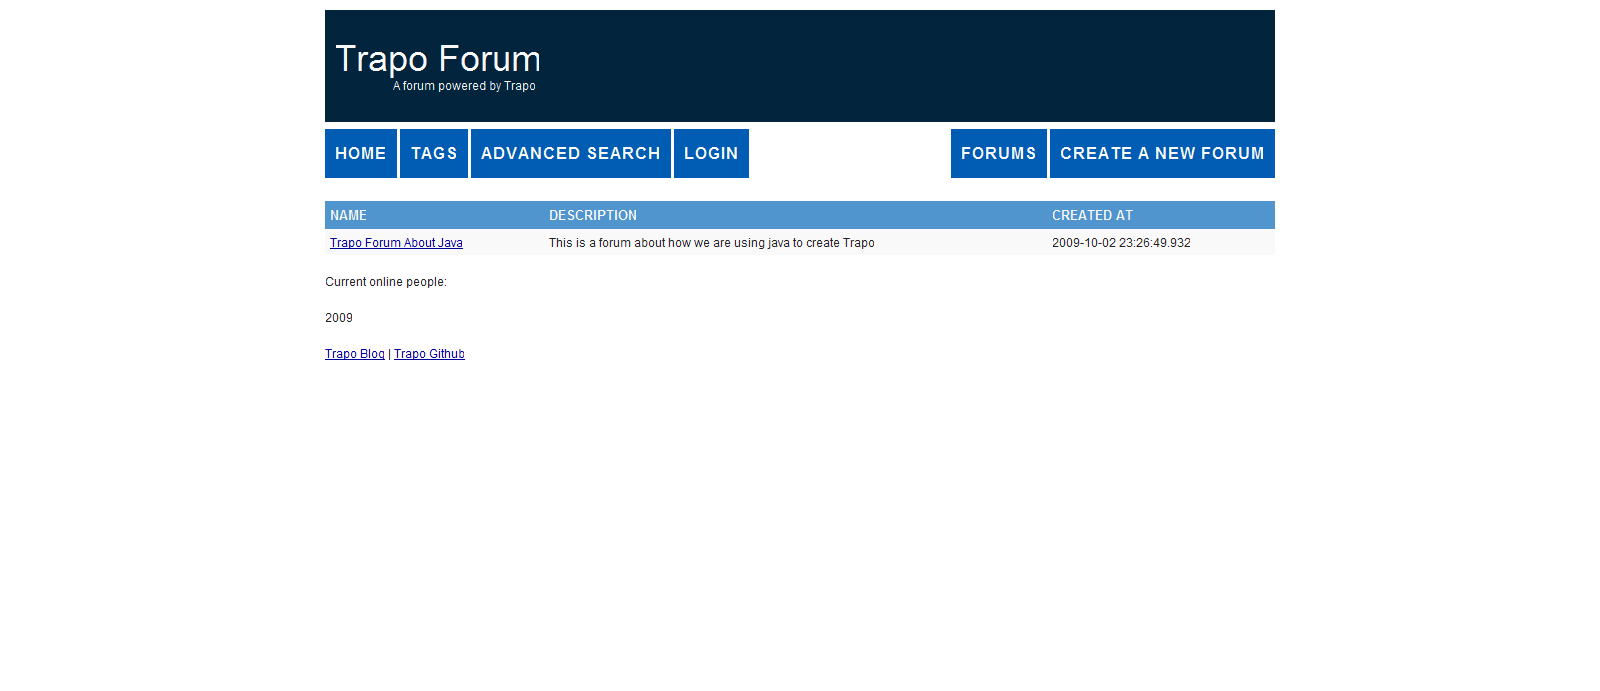 Trapo Forum
A forum powered by Trapo
HOME TAGS ADVANCED SEARCH LOGIN FORUMS CREATE A NEW FORUM
NAME DESCRIPTION CREATED AT
Trapo Forum About Java This is a forum about how we are using java to create Trapo 2009-10-02 23:26:49.932
Current online people:
2009
Trapo Blog | Trapo Github